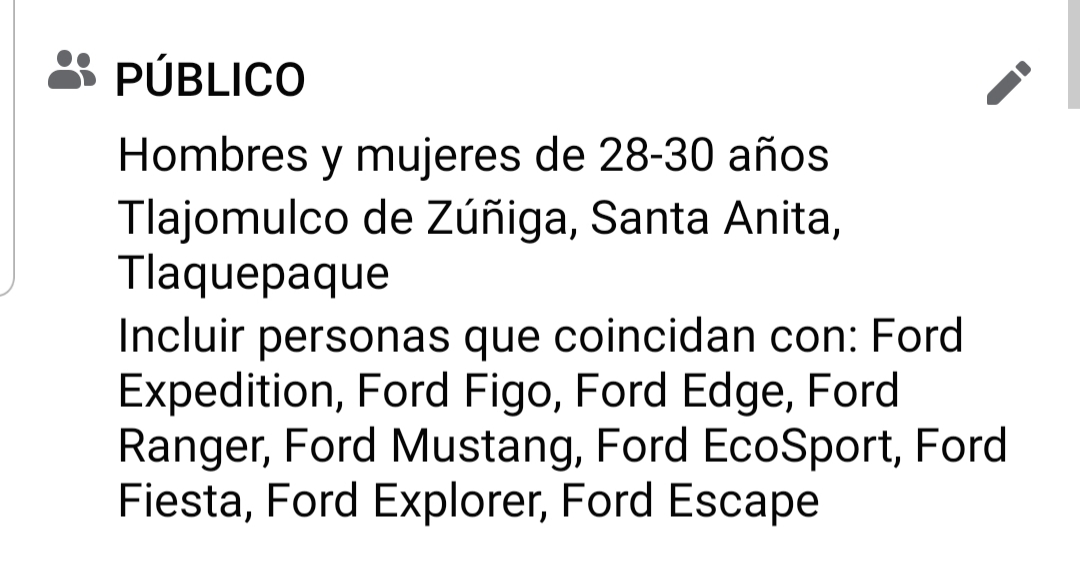 PÚBLICO
Hombres y mujeres de 28-30 años
Tlajomulco de Zúñiga, Santa Anita,
Tlaquepaque
Incluir personas que coincidan con: Ford
Expedition, Ford Figo, Ford Edge, Ford
Ranger, Ford Mustang, Ford EcoSport, Ford
Fiesta, Ford Explorer, Ford Escape